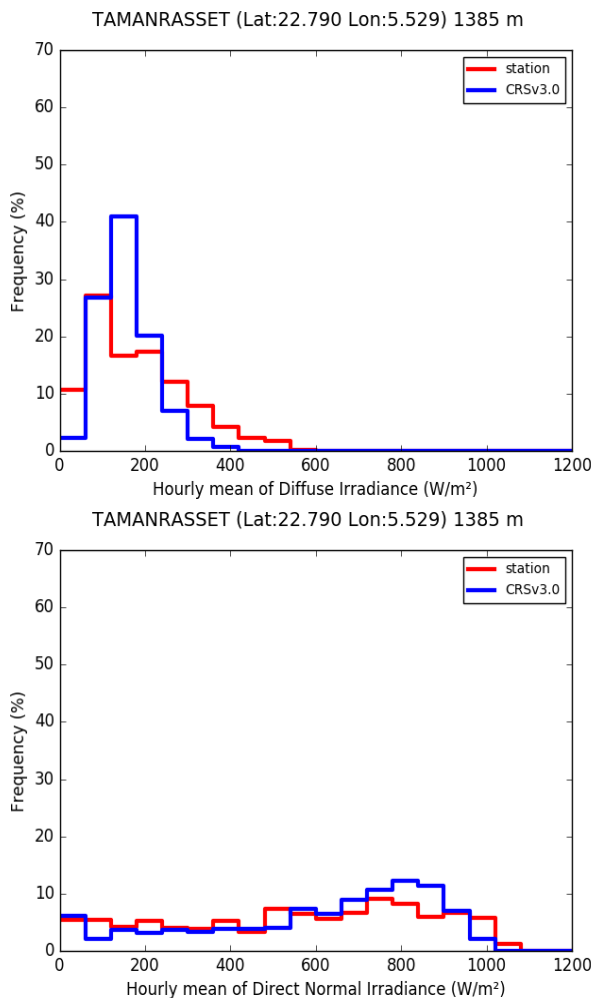 TAMANRASSET (Lat:22.790 Lon:5.529) 1385 m
70
60
50
40
30
20
10
0
Frequency (%)
station
CRSv3.0
0 200 400 600 800 1000 1200
Hourly mean of Diffuse Irradiance (W/m²)
TAMANRASSET (Lat:22.790 Lon:5.529) 1385 m
70
60
50
40
30
20
10
0
Frequency (%)
station
CRSv3.0
0 200 400 600 800 1000 1200
Hourly mean of Direct Normal Irradiance (W/m²)